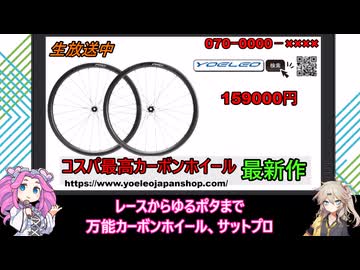 生放送中
070-0000-××××
YOELEO 検索
159000円
コスパ最高カーボンホイール 最新作
https://www.yoeleojapanshop.com/
レースからゆるポタまで
万能カーボンホイール、サットプロ